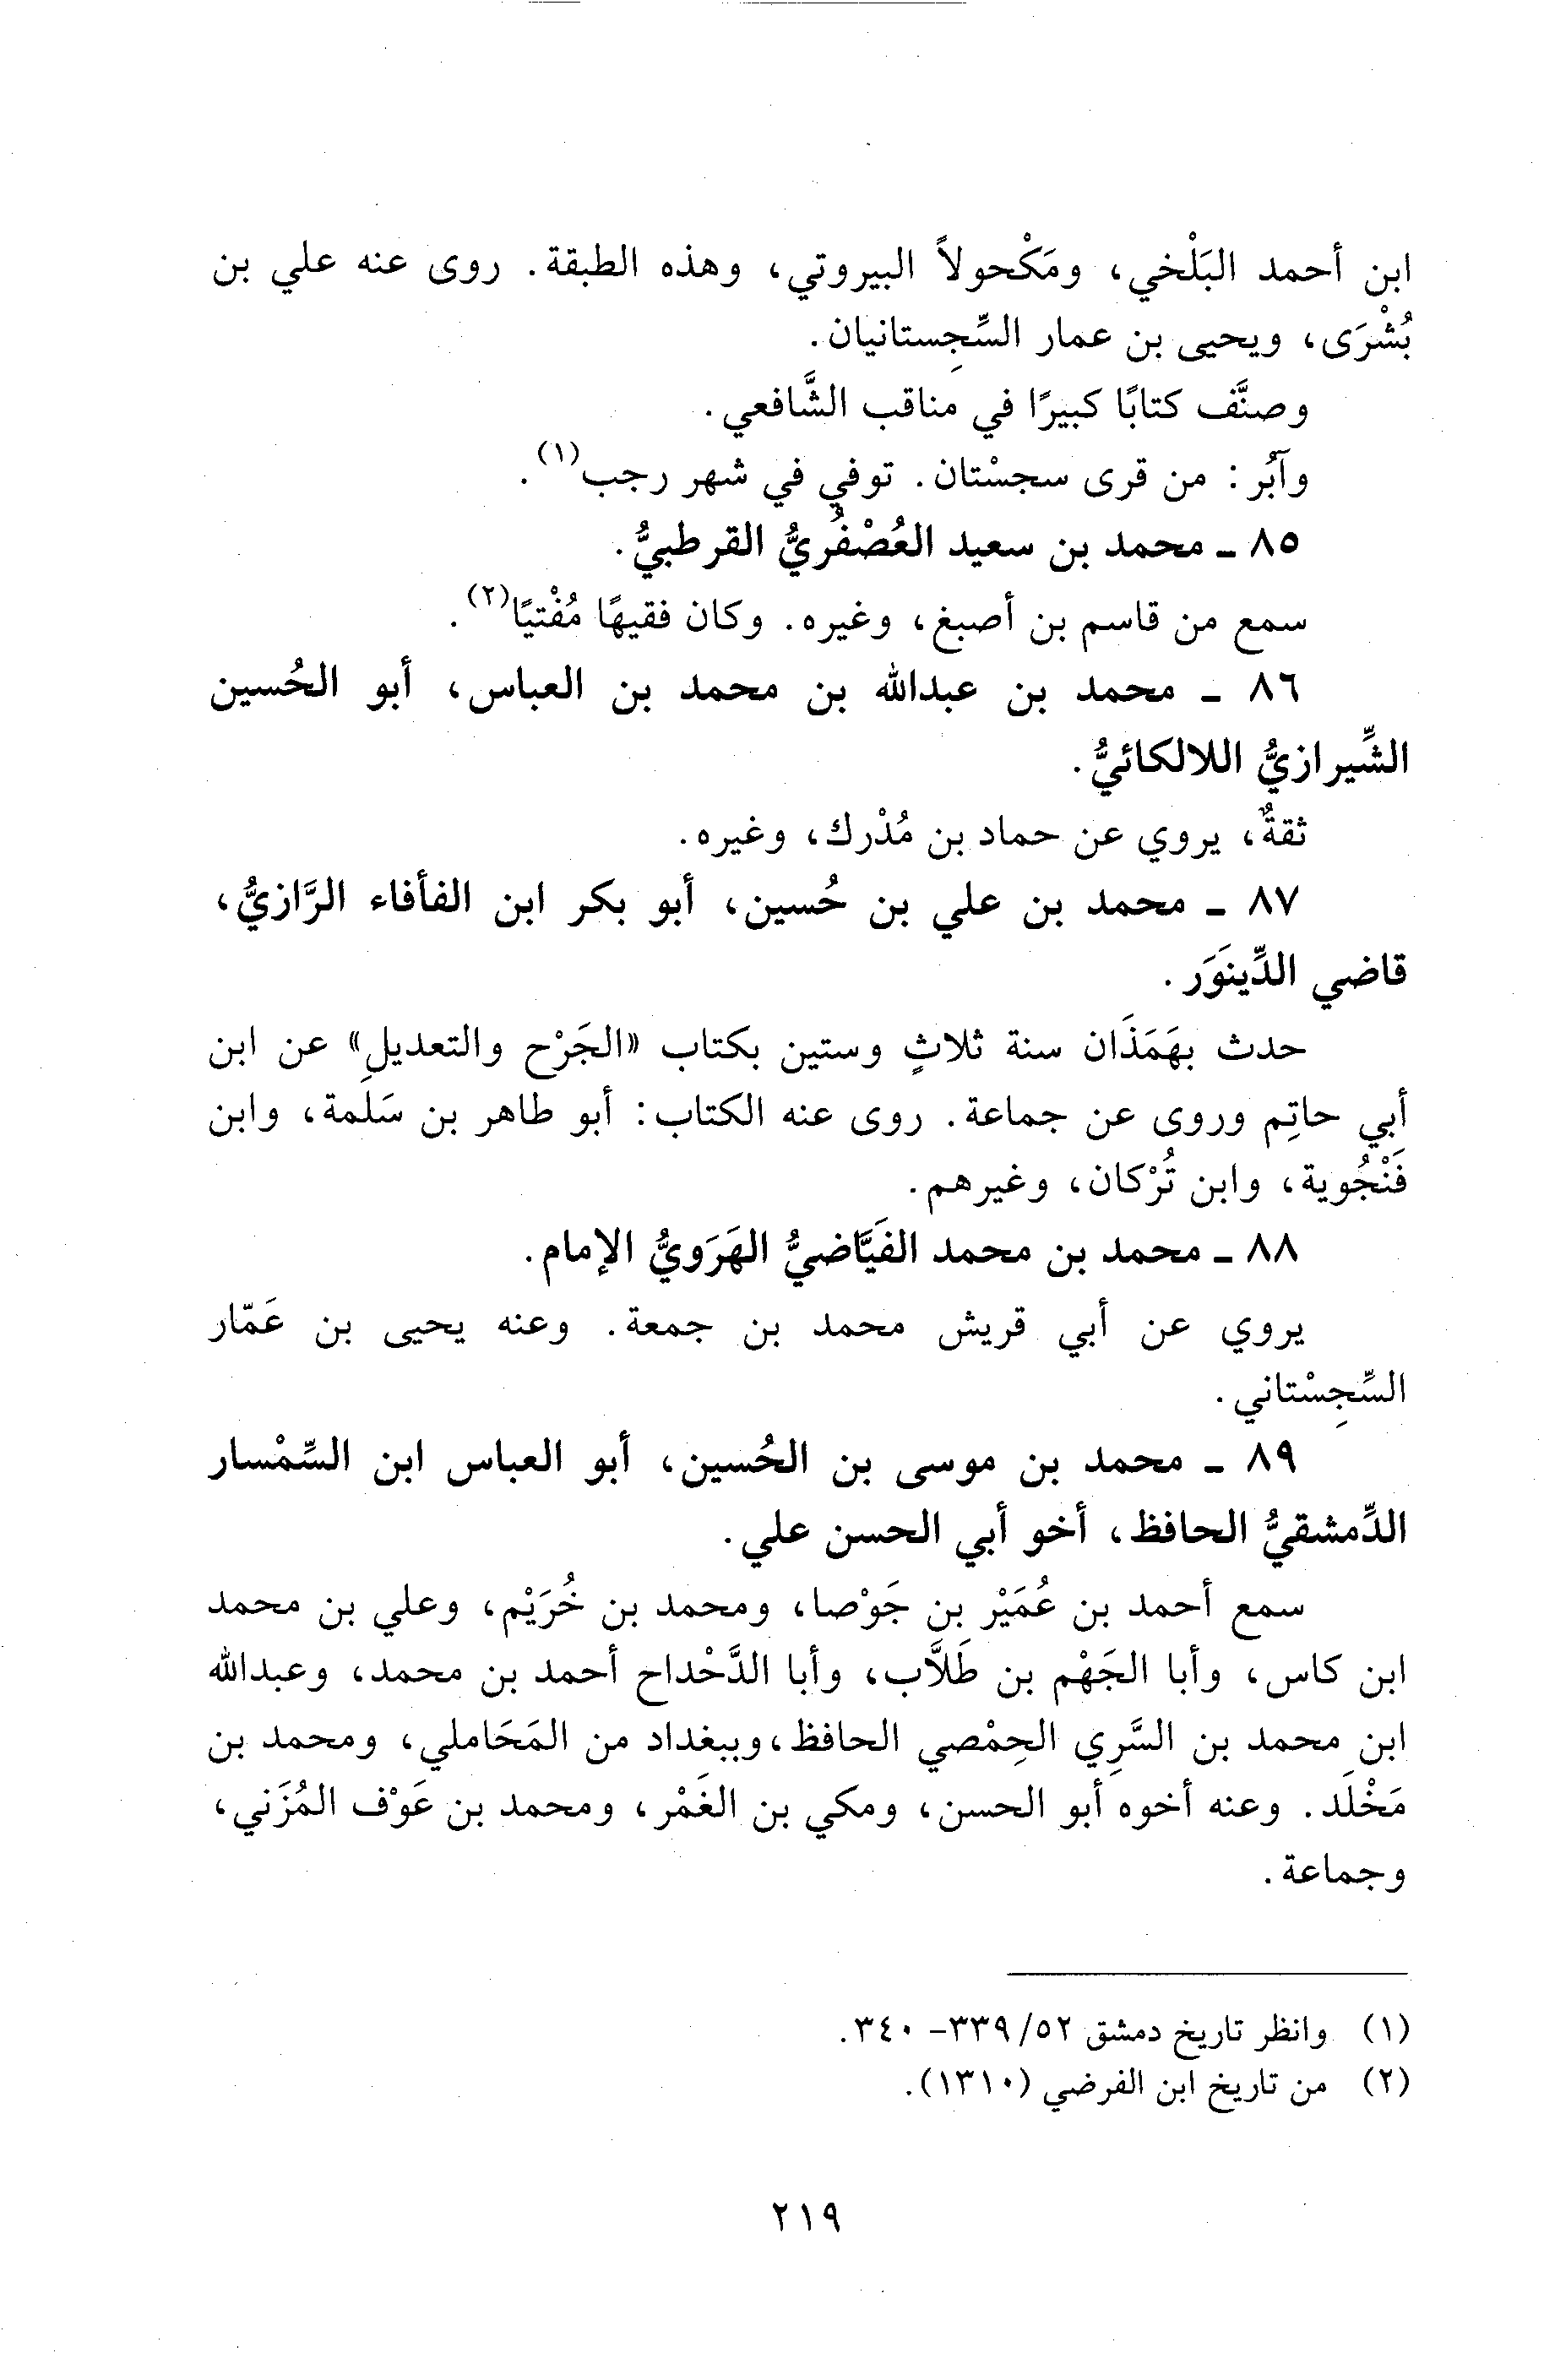 ابن أحمد البَلْخي، ومَكْحولاً البيروتي، وهذه الطبقة. روى عنه علي بن
بُشْرَى، ويحيى بن عمار السِّجِستانيان.
وصنَّف كتابًا كبيرًا في مناقب الشَّافعي.
وآبُر: من قرى سجسْتان. توفي في شهر رجب(١).
٨٥ ـ محمد بن سعيد العُصْفُريُّ القرطبيُّ.
سمع من قاسم بن أصبغ، وغيره. وكان فقيهًا مُفْتيًا(٢).
٨٦ ـ محمد بن عبدالله بن محمد بن العباس، أبو الحُسين
الشِّيرازيُّ اللالكائيُّ.
ثقةٌ، يروي عن حماد بن مُدْرك، وغيره.
٨٧ ـ محمد بن علي بن حُسين، أبو بكر ابن الفأفاء الرَّازيُّ،
قاضي الدِّينَوَر.
حدث بهَمَذَان سنة ثلاثٍ وستين بكتاب «الجَرْح والتعديلِ» عن ابن
أبي حاتِم وروى عن جماعة. روى عنه الكتاب: أبو طاهر بن سَلَمة، وابن
فَنْجُوية، وابن تُرْكان، وغيرهم.
٨٨ ـ محمد بن محمد الفَيَّاضيُّ الهَرَويُّ الإمام.
يروي عن أبي قريش محمد بن جمعة. وعنه يحيى بن عَمّار
السِّجِسْتاني.
٨٩ ـ محمد بن موسى بن الحُسين، أبو العباس ابن السِّمْسار
الدِّمشقيُّ الحافظ، أخو أبي الحسن علي.
سمع أحمد بن عُمَيْر بن جَوْصا، ومحمد بن خُرَيْم، وعلي بن محمد
ابن كاس، وأبا الجَهْم بن طَلَّاب، وأبا الدَّحْداح أحمد بن محمد، وعبدالله
ابن محمد بن السَّرِي الحِمْصي الحافظ، وببغداد من المَحَاملي، ومحمد بن
مَخْلَد. وعنه أخوه أبو الحسن، ومكي بن الغَمْر، ومحمد بن عَوْف المُزَني،
وجماعة.
(١) وانظر تاريخ دمشق ٥٢/ ٣٣٩- ٣٤٠.
(٢) من تاريخ ابن الفرضي (١٣١٠).
٢١٩